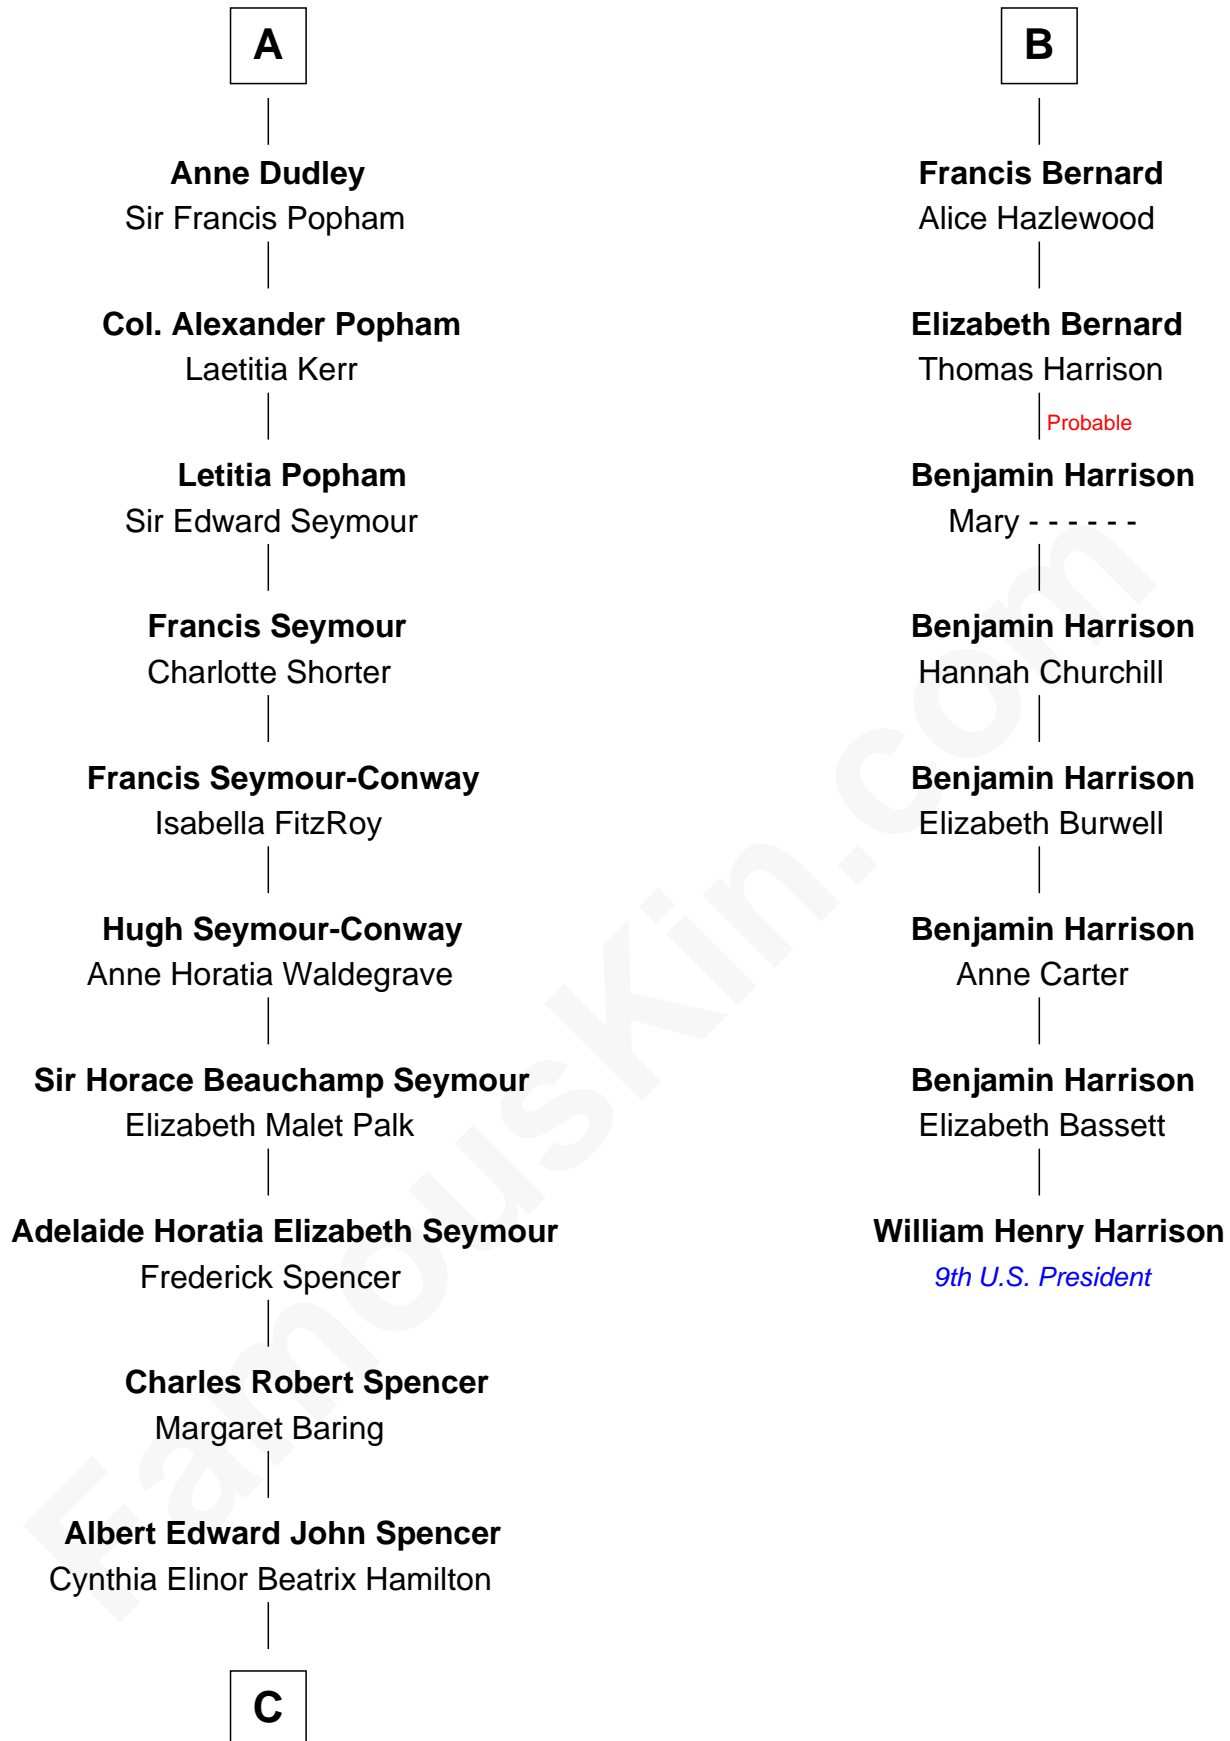 A
Anne Dudley
Sir Francis Popham
Col. Alexander Popham
Laetitia Kerr
Letitia Popham
Sir Edward Seymour
Francis Seymour
Charlotte Shorter
Francis Seymour-Conway
Isabella FitzRoy
Hugh Seymour-Conway
Anne Horatia Waldegrave
Sir Horace Beauchamp Seymour
Elizabeth Malet Palk
Adelaide Horatia Elizabeth Seymour
Frederick Spencer
Charles Robert Spencer
Margaret Baring
Albert Edward John Spencer
Cynthia Elinor Beatrix Hamilton
C
B
Francis Bernard
Alice Hazlewood
Elizabeth Bernard
Thomas Harrison
Probable
Benjamin Harrison
Mary - - - - - -
Benjamin Harrison
Hannah Churchill
Benjamin Harrison
Elizabeth Burwell
Benjamin Harrison
Anne Carter
Benjamin Harrison
Elizabeth Bassett
William Henry Harrison
9th U.S. President
FamousKin.com